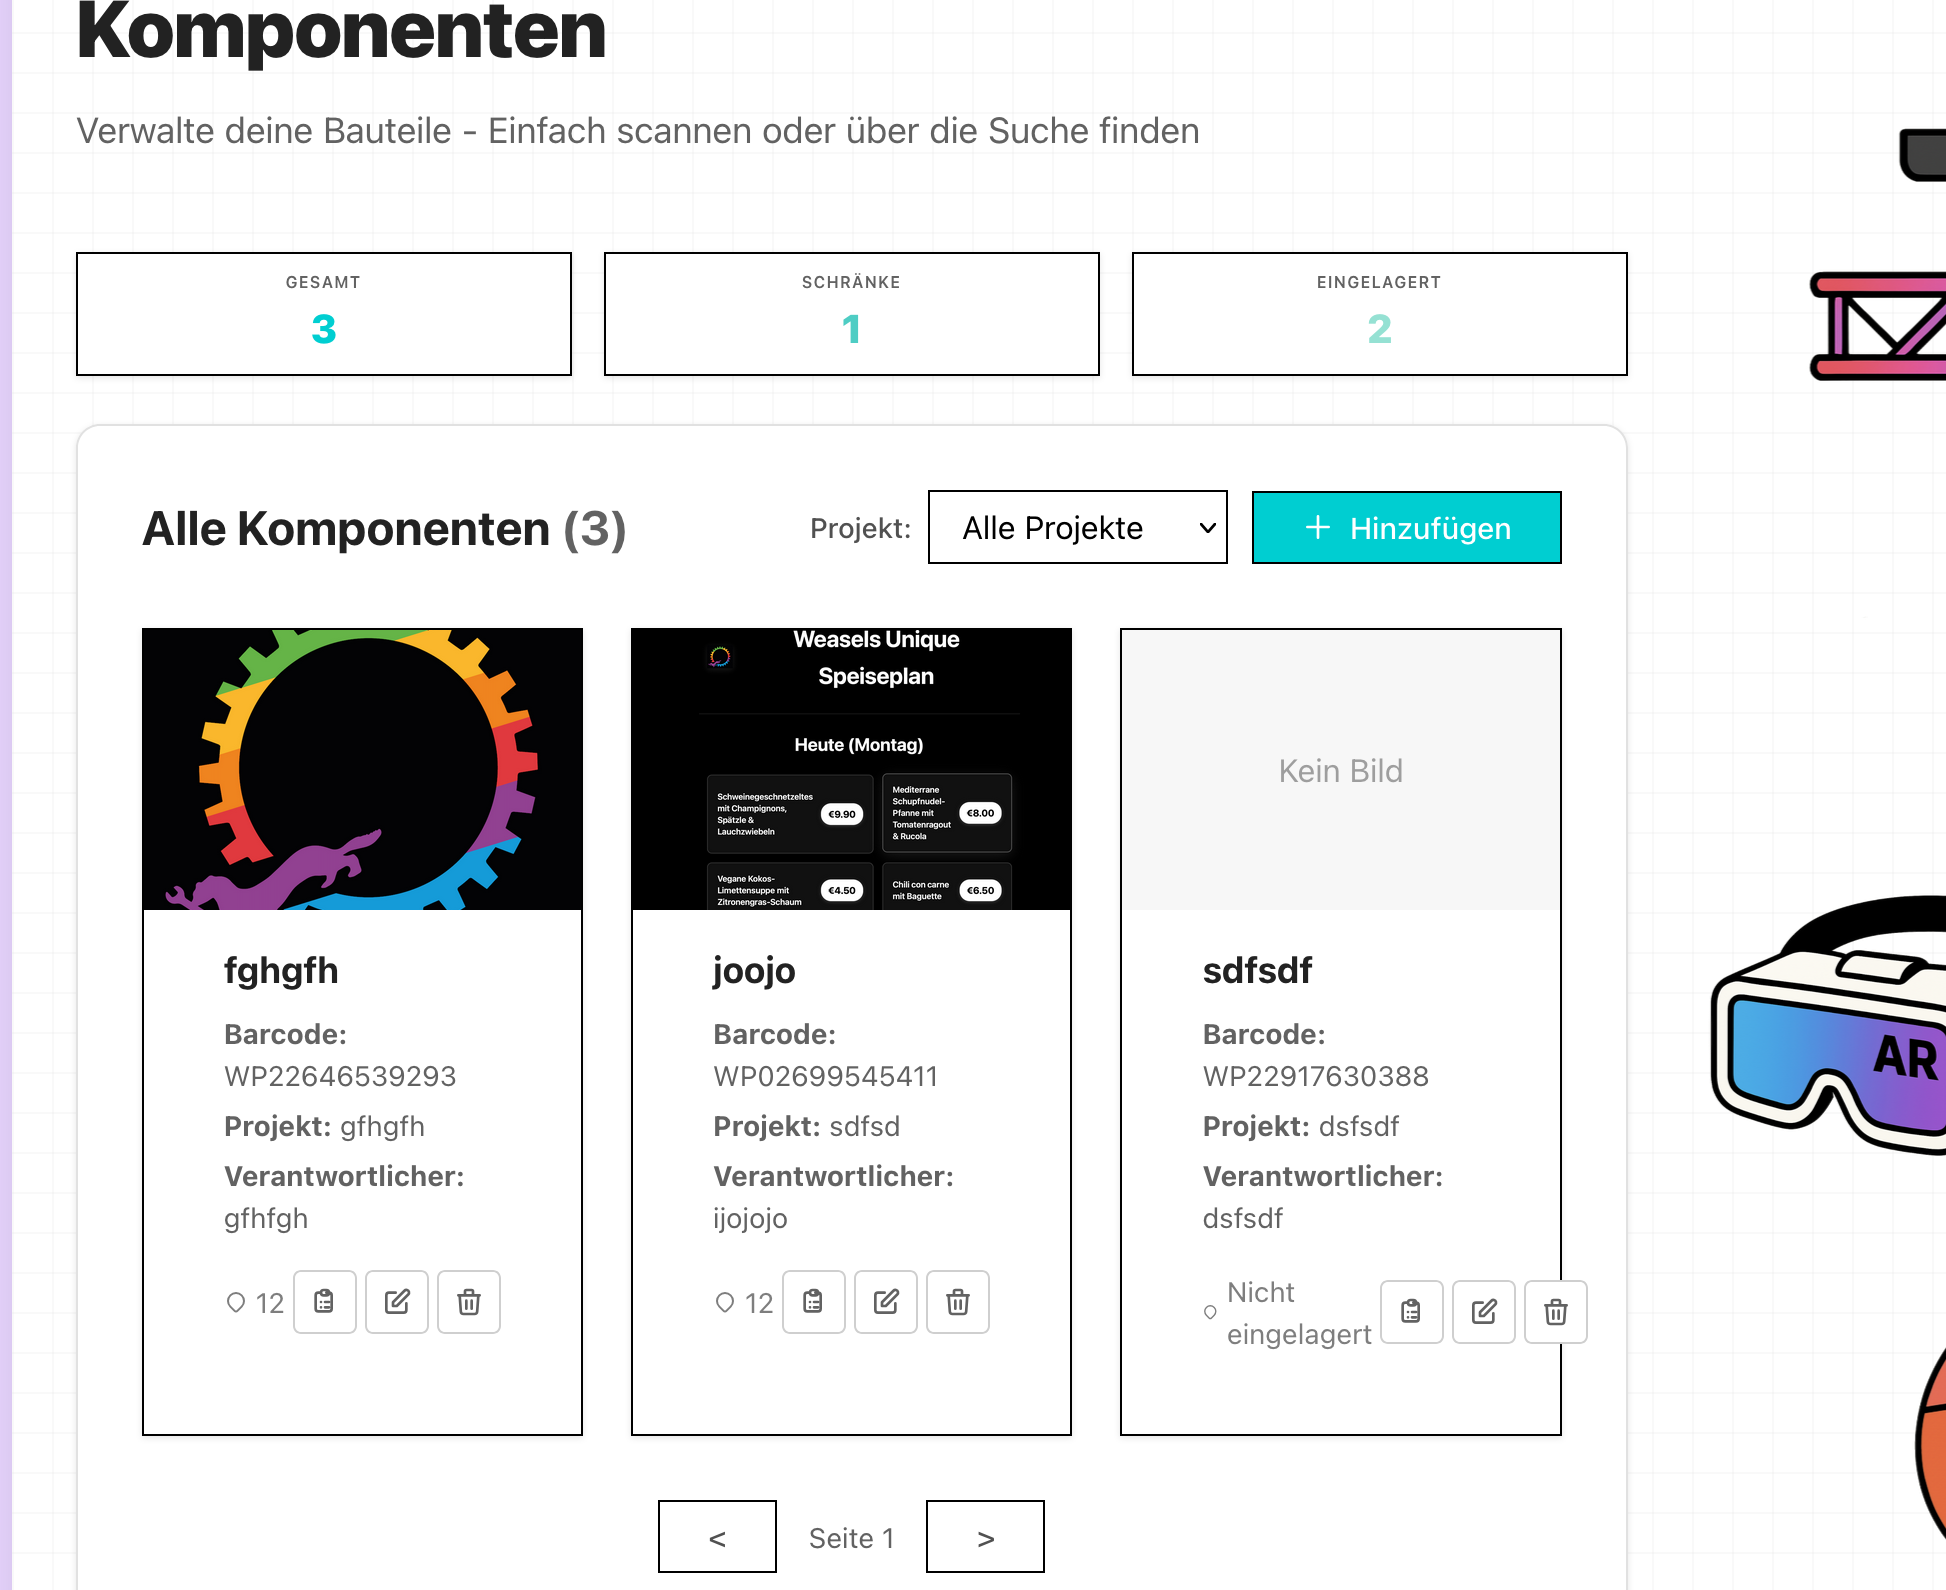 Komponenten
Verwalte deine Bauteile - Einfach scannen oder über die Suche finden
GESAMT
3
SCHRÄNKE
1
EINGELAGERT
2
Alle Komponenten (3)
Projekt:
Alle Projekte
+ Hinzufügen
Weasels Unique
Speiseplan
Heute (Montag)
Schweinegeschnetzeltes
mit Champignons,
Spätzle &
Lauchzwiebeln
€9.90
Mediterrane
Schupfnudel-
Pfanne mit
Tomatenragout
& Rucola
€8.00
Vegane Kokos-
Limettensuppe mit
Zitronengras-Schaum
€4.50
Chili con carne
mit Baguette
€6.50
Kein Bild
fghgfh
Barcode:
WP22646539293
Projekt: gfhgfh
Verantwortlicher:
gfhfgh
12
joojo
Barcode:
WP02699545411
Projekt: sdfsd
Verantwortlicher:
ijojojo
12
sdfsdf
Barcode:
WP22917630388
Projekt: dsfsdf
Verantwortlicher:
dsfsdf
Nicht
eingelagert
AR
<
Seite 1
>